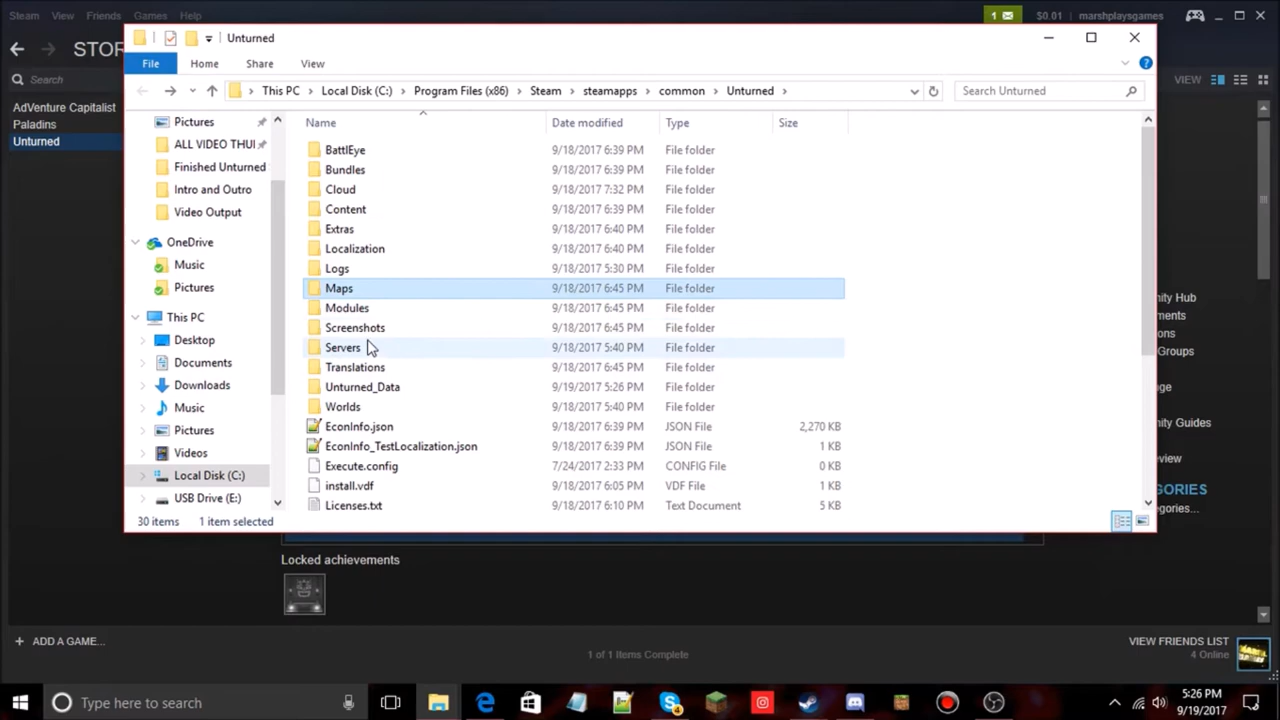 Steam View Friends Games Help
1 $0.01 marshplaysgames
STOR
Search
VIEW
AdVenture Capitalist
Paladins
Unturned
Unturned
File Home Share View
This PC Local Disk (C:) Program Files (x86) Steam steamapps common Unturned
Search Unturned
Name Date modified Type Size
Pictures
ALL VIDEO THUI
Finished Unturned
Intro and Outro
Video Output
OneDrive
Music
Pictures
This PC
Desktop
Documents
Downloads
Music
Pictures
Videos
Local Disk (C:)
USB Drive (E:)
BattlEye 9/18/2017 6:39 PM File folder
Bundles 9/18/2017 6:39 PM File folder
Cloud 9/18/2017 7:32 PM File folder
Content 9/18/2017 6:39 PM File folder
Extras 9/18/2017 6:40 PM File folder
Localization 9/18/2017 6:40 PM File folder
Logs 9/18/2017 5:30 PM File folder
Maps 9/18/2017 6:45 PM File folder
Modules 9/18/2017 6:45 PM File folder
Screenshots 9/18/2017 6:45 PM File folder
Servers 9/18/2017 5:40 PM File folder
Translations 9/18/2017 6:45 PM File folder
Unturned_Data 9/19/2017 5:26 PM File folder
Worlds 9/18/2017 5:40 PM File folder
EconInfo.json 9/18/2017 6:39 PM JSON File 2,270 KB
EconInfo_TestLocalization.json 9/18/2017 6:39 PM JSON File 1 KB
Execute.config 7/24/2017 2:33 PM CONFIG File 0 KB
install.vdf 9/18/2017 6:05 PM VDF File 1 KB
Licenses.txt 9/18/2017 6:10 PM Text Document 5 KB
30 items 1 item selected
nity Hub
ments
Groups
ge
ity Guides
view
GORIES
egories...
Locked achievements
ADD A GAME...
1 of 1 Items Complete
VIEW FRIENDS LIST
4 Online
Type here to search
5:26 PM
9/19/2017